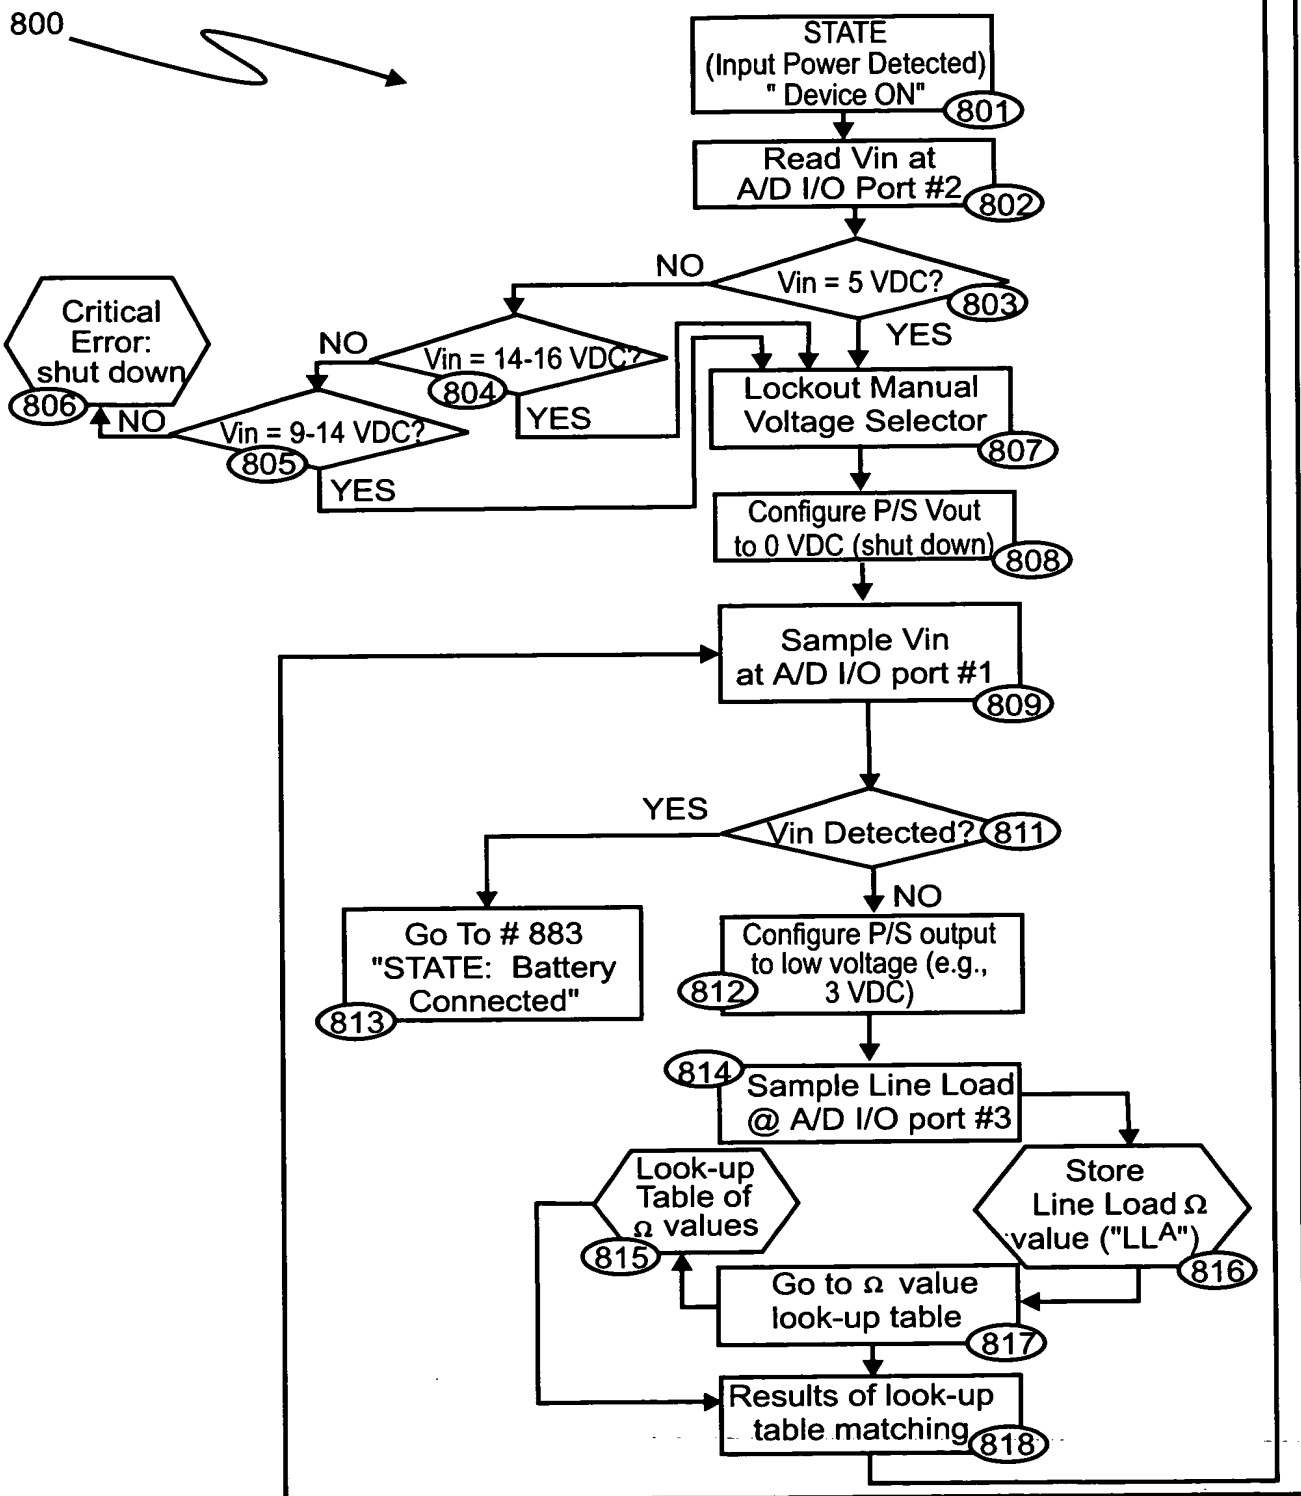 800
STATE
(Input Power Detected)
" Device ON"
801
Read Vin at
A/D I/O Port #2
802
Vin = 5 VDC?
803
NO
YES
Vin = 14-16 VDC?
804
NO
YES
Vin = 9-14 VDC?
805
NO
YES
Critical
Error:
shut down
806
Lockout Manual
Voltage Selector
807
Configure P/S Vout
to 0 VDC (shut down)
808
Sample Vin
at A/D I/O port #1
809
Vin Detected?
811
YES
NO
Go To # 883
"STATE: Battery
Connected"
813
Configure P/S output
to low voltage (e.g.,
3 VDC)
812
814
Sample Line Load
@ A/D I/O port #3
Look-up
Table of
Ω values
815
Store
Line Load Ω
value ("LLA")
816
Go to Ω value
look-up table
817
Results of look-up
table matching
818